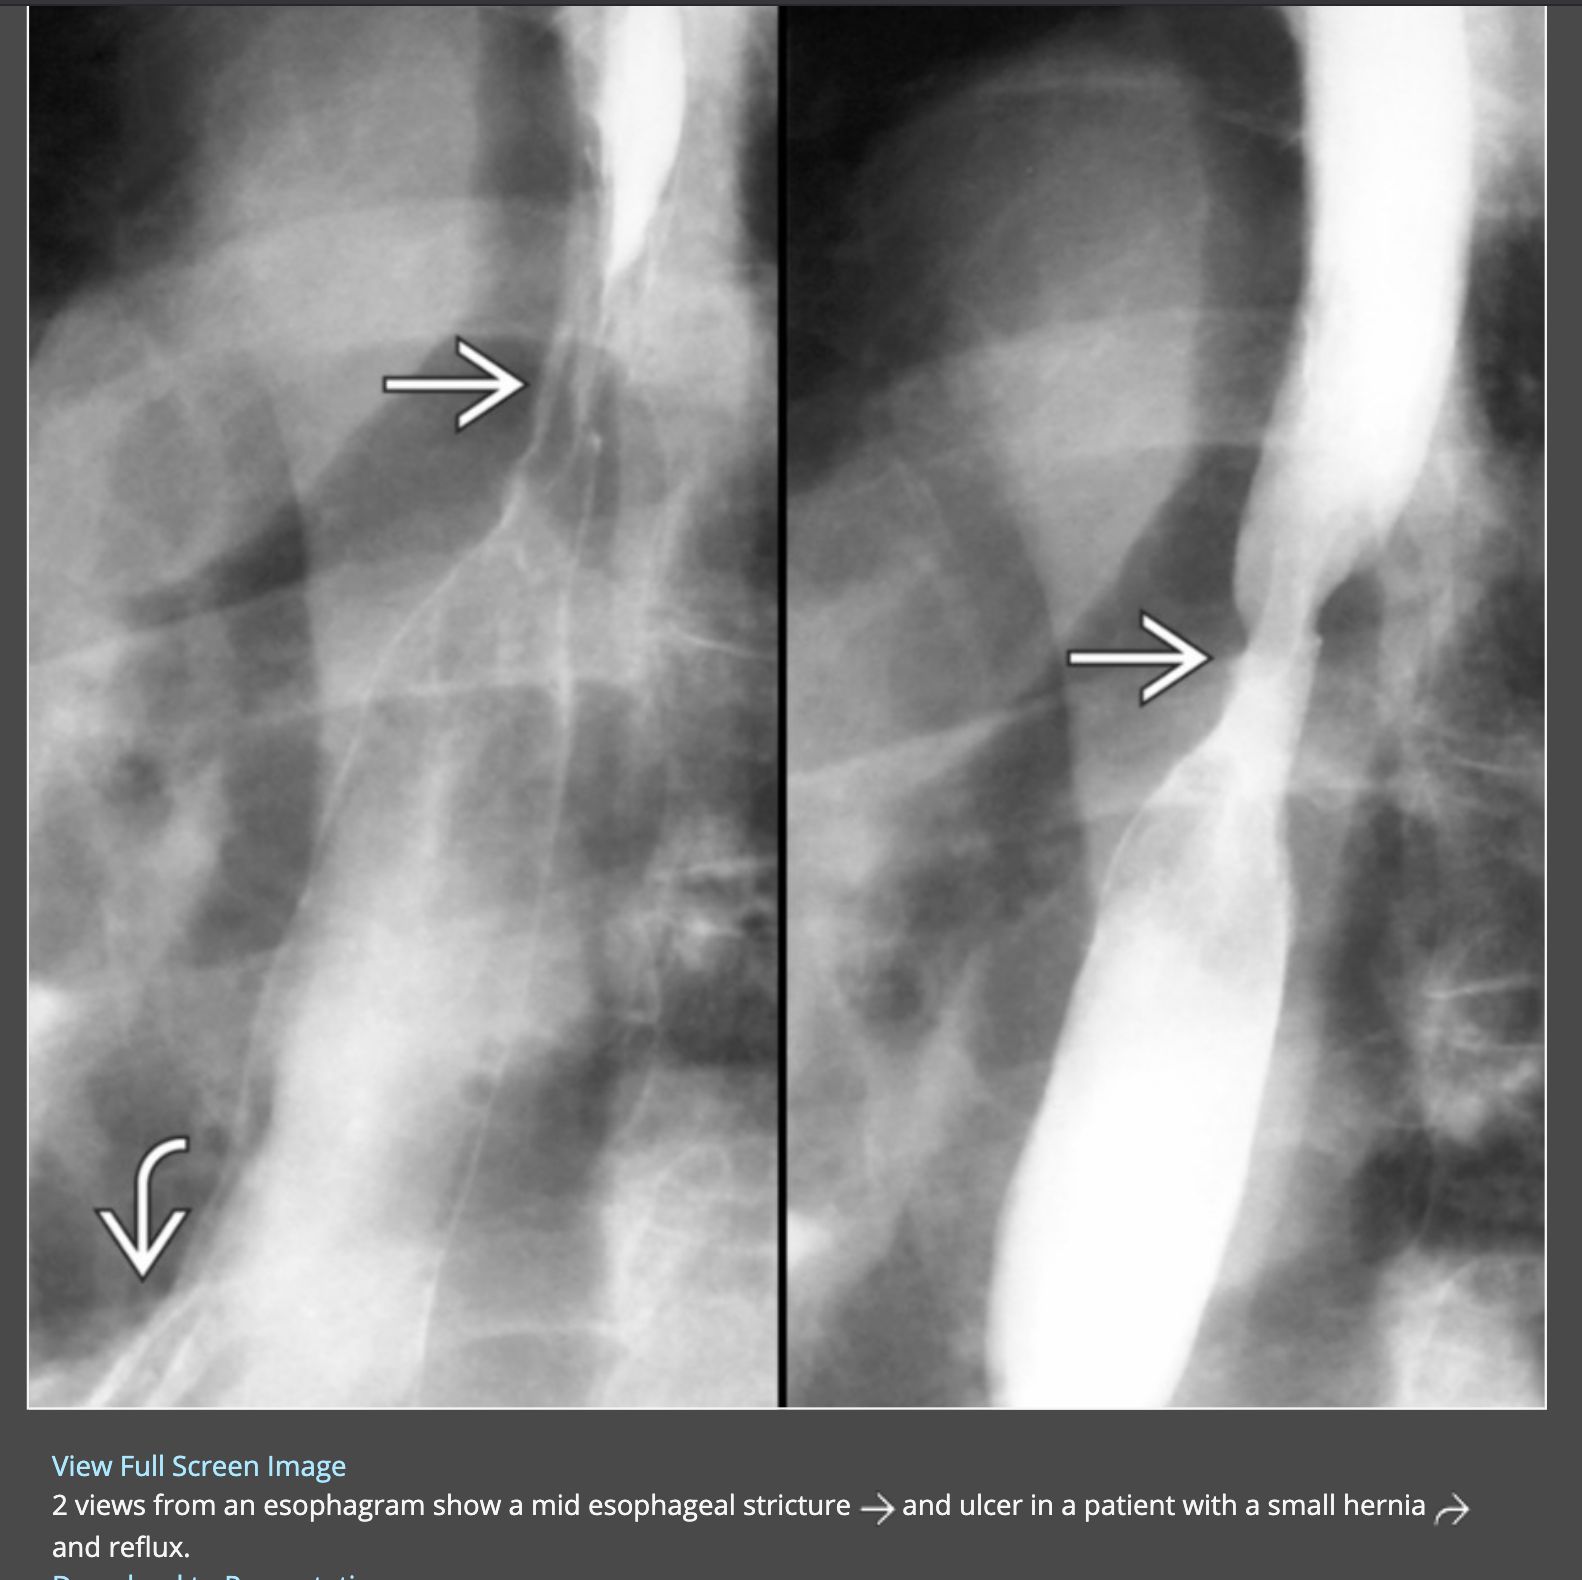 View Full Screen Image
2 views from an esophagram show a mid esophageal stricture and ulcer in a patient with a small hernia
and reflux.